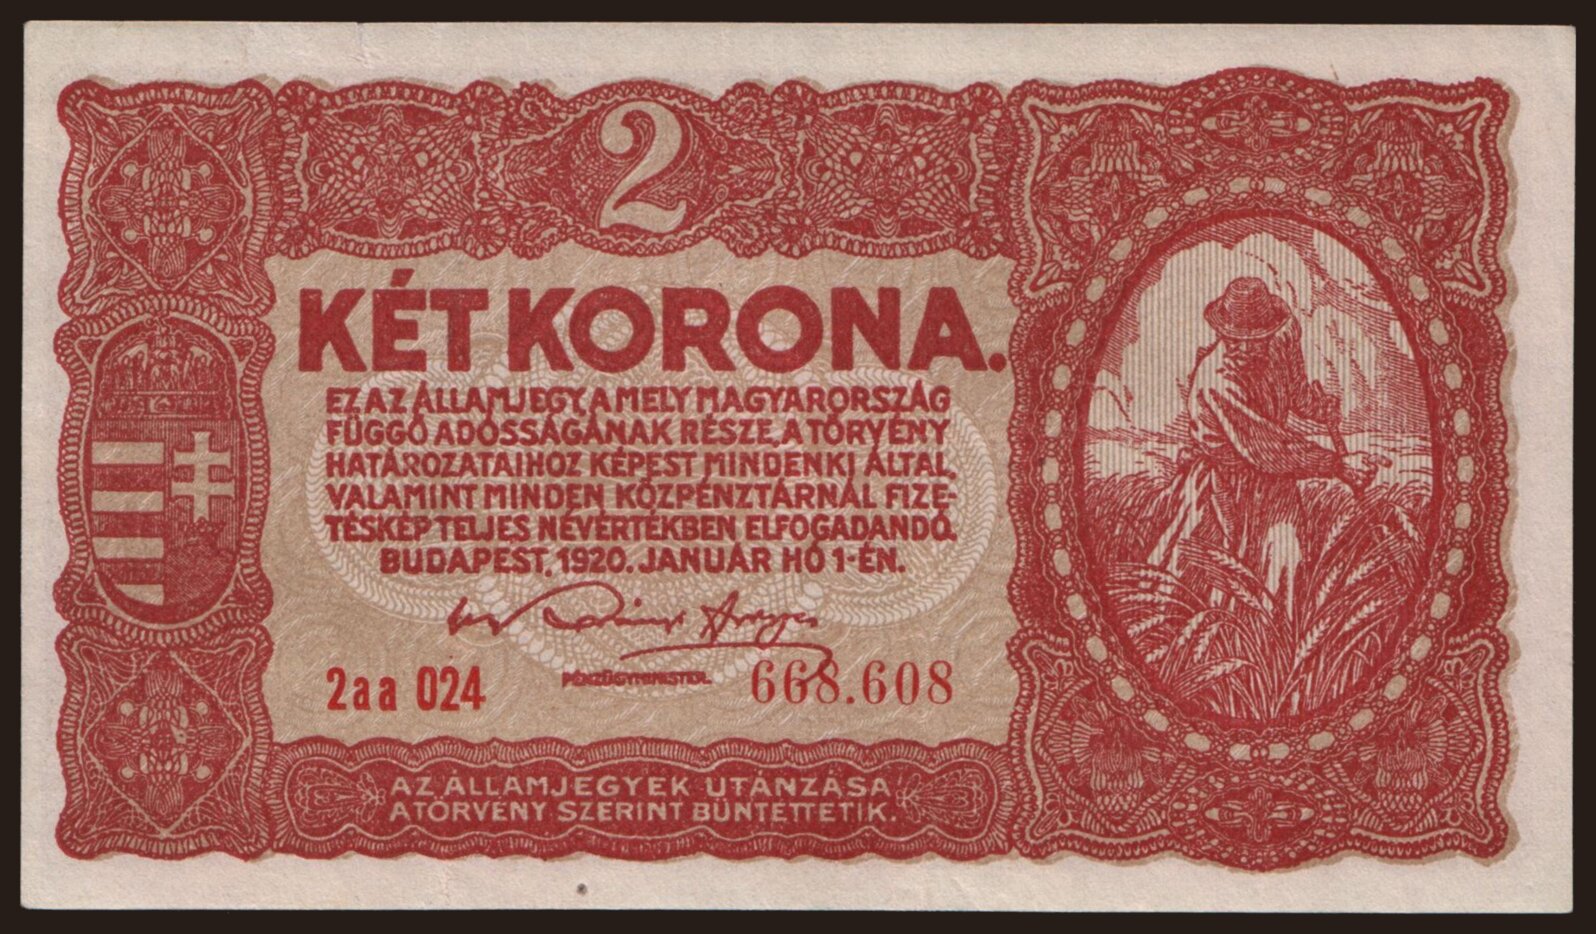 2
KÉT KORONA.
EZ AZ ÁLLAMJEGY, AMELY MAGYARORSZÁG
FÜGGŐ ADÓSSÁGÁNAK RÉSZE, A TÖRVÉNY
HATÁROZATAIHOZ KÉPEST MINDENKI ÁLTAL,
VALAMINT MINDEN KÖZPÉNZTÁRNÁL FIZE-
TÉSKÉP TELJES NÉVÉRTÉKBEN ELFOGADANDÓ.
BUDAPEST, 1920. JANUÁR HÓ 1-ÉN.
2aa 024
PÉNZÜGYMINISTER.
668.608
AZ ÁLLAMJEGYEK UTÁNZÁSA
A TÖRVÉNY SZERINT BÜNTETTETIK.